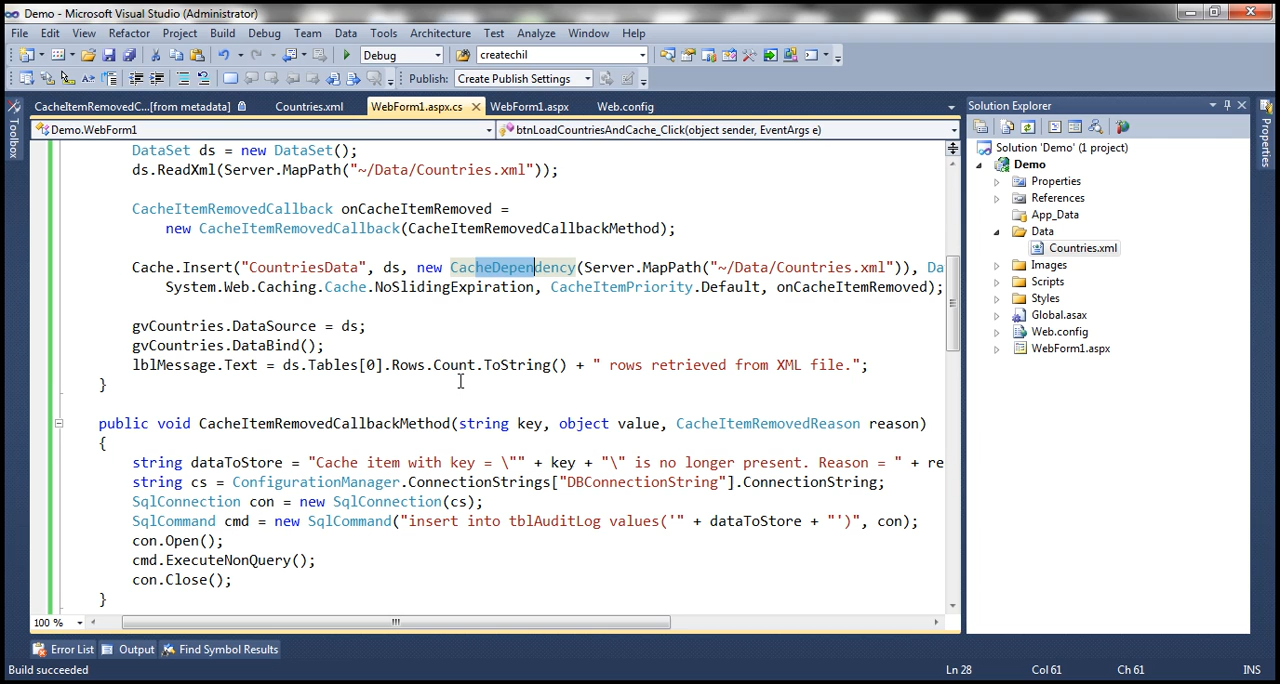 Demo - Microsoft Visual Studio (Administrator)
File Edit View Refactor Project Build Debug Team Data Tools Architecture Test Analyze Window Help
Debug createchil
Publish: Create Publish Settings
CacheItemRemovedC...[from metadata] Countries.xml WebForm1.aspx.cs WebForm1.aspx Web.config
Demo.WebForm1 btnLoadCountriesAndCache_Click(object sender, EventArgs e)
DataSet ds = new DataSet();
ds.ReadXml(Server.MapPath("~/Data/Countries.xml"));
CacheItemRemovedCallback onCacheItemRemoved =
new CacheItemRemovedCallback(CacheItemRemovedCallbackMethod);
Cache.Insert("CountriesData", ds, new CacheDependency(Server.MapPath("~/Data/Countries.xml")), Da
System.Web.Caching.Cache.NoSlidingExpiration, CacheItemPriority.Default, onCacheItemRemoved);
gvCountries.DataSource = ds;
gvCountries.DataBind();
lblMessage.Text = ds.Tables[0].Rows.Count.ToString() + " rows retrieved from XML file.";
}
public void CacheItemRemovedCallbackMethod(string key, object value, CacheItemRemovedReason reason)
{
string dataToStore = "Cache item with key = \"" + key + "\" is no longer present. Reason = " + re
string cs = ConfigurationManager.ConnectionStrings["DBConnectionString"].ConnectionString;
SqlConnection con = new SqlConnection(cs);
SqlCommand cmd = new SqlCommand("insert into tblAuditLog values('" + dataToStore + "')", con);
con.Open();
cmd.ExecuteNonQuery();
con.Close();
}
100 %
Error List Output Find Symbol Results
Build succeeded Ln 28 Col 61 Ch 61 INS
Toolbox
Solution Explorer
Solution 'Demo' (1 project)
Demo
Properties
References
App_Data
Data
Countries.xml
Images
Scripts
Styles
Global.asax
Web.config
WebForm1.aspx
Properties